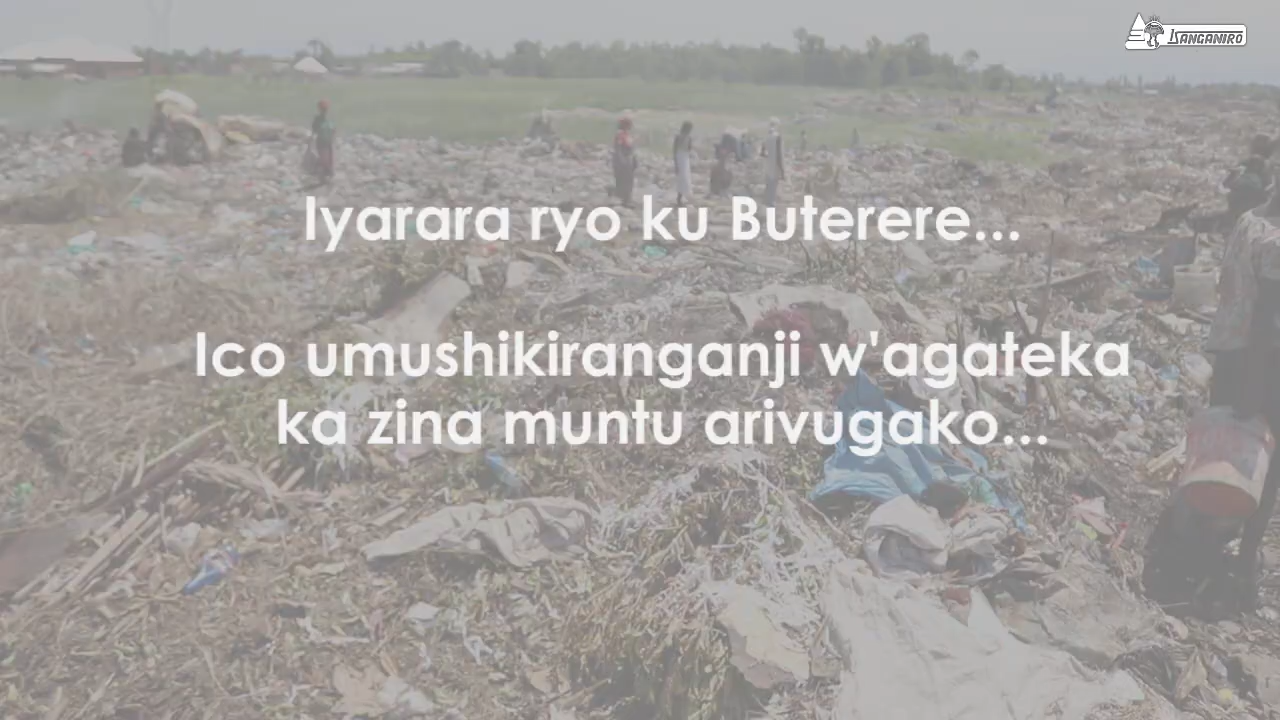 ISANGANIRO
Iyarara ryo ku Buterere...
Ico umushikiranganji w'agateka
ka zina muntu arivugako...